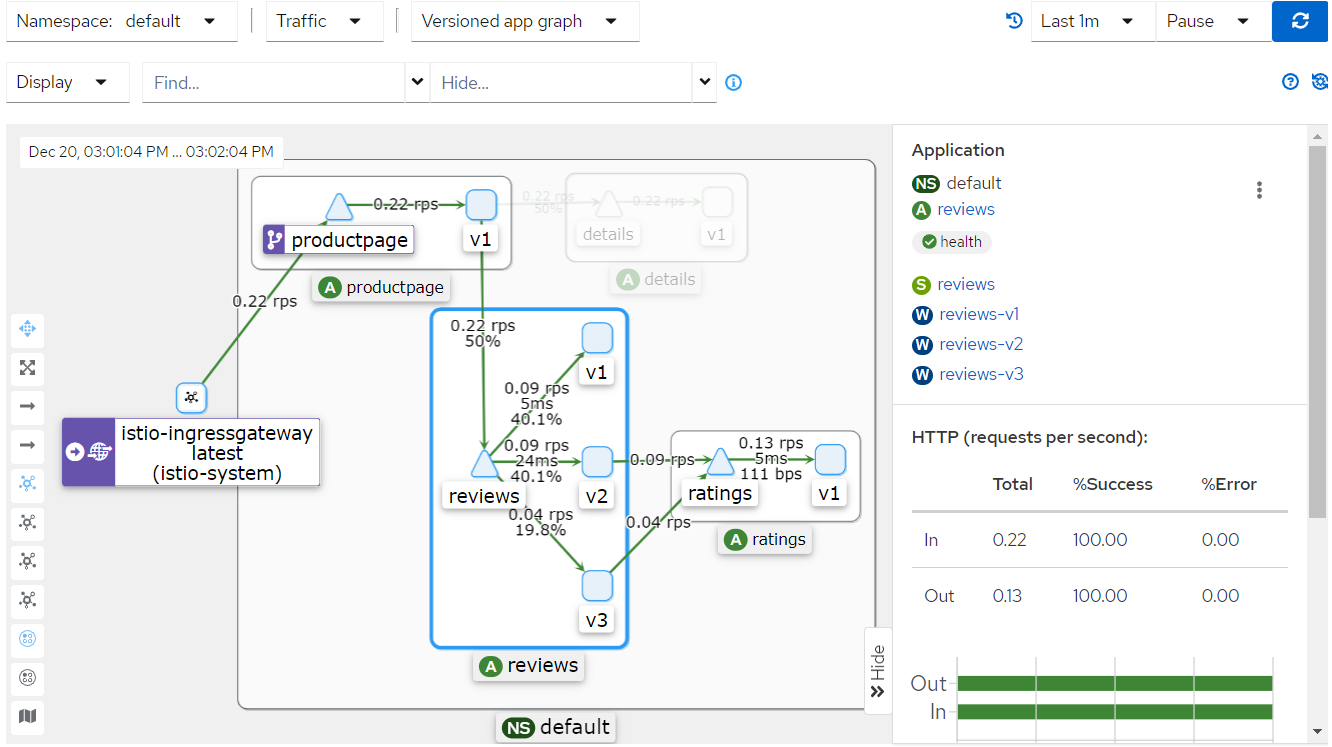 Namespace: default
Traffic
Versioned app graph
Last 1m
Pause
Display
Find...
Hide...
Dec 20, 03:01:04 PM ... 03:02:04 PM
0.22 rps
productpage
v1
A productpage
0.22 rps
50%
0.22 rps
details
v1
A details
0.22 rps
istio-ingressgateway
latest
(istio-system)
0.22 rps
50%
v1
0.09 rps
5ms
40.1%
0.09 rps
24ms
40.1%
reviews
v2
0.04 rps
19.8%
v3
A reviews
0.09 rps
0.04 rps
0.13 rps
5ms
111 bps
ratings
v1
A ratings
NS default
Hide
Application
NS default
A reviews
health
S reviews
W reviews-v1
W reviews-v2
W reviews-v3
HTTP (requests per second):
Total %Success %Error
In 0.22 100.00 0.00
Out 0.13 100.00 0.00
Out
In